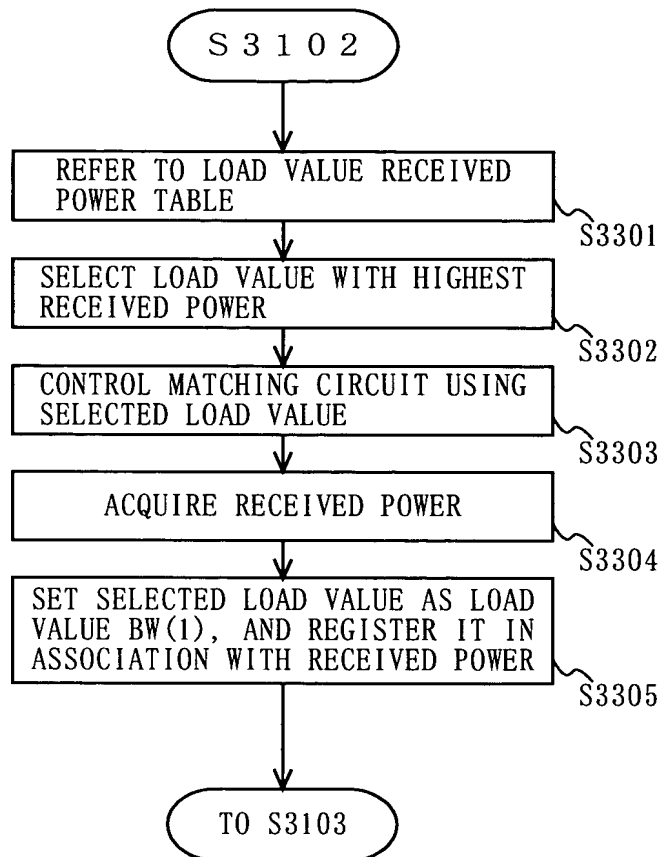 S3102
REFER TO LOAD VALUE RECEIVED
POWER TABLE
S3301
SELECT LOAD VALUE WITH HIGHEST
RECEIVED POWER
S3302
CONTROL MATCHING CIRCUIT USING
SELECTED LOAD VALUE
S3303
ACQUIRE RECEIVED POWER
S3304
SET SELECTED LOAD VALUE AS LOAD
VALUE BW(1), AND REGISTER IT IN
ASSOCIATION WITH RECEIVED POWER
S3305
TO S3103